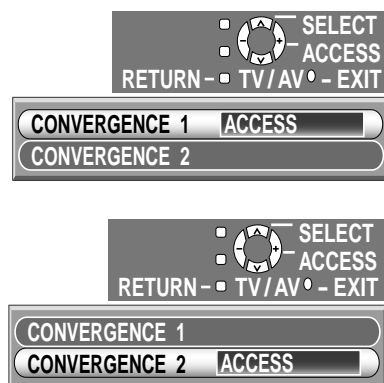 SELECT
ACCESS
RETURN – TV/AV – EXIT
CONVERGENCE 1 ACCESS
CONVERGENCE 2
SELECT
ACCESS
RETURN – TV/AV – EXIT
CONVERGENCE 1
CONVERGENCE 2 ACCESS